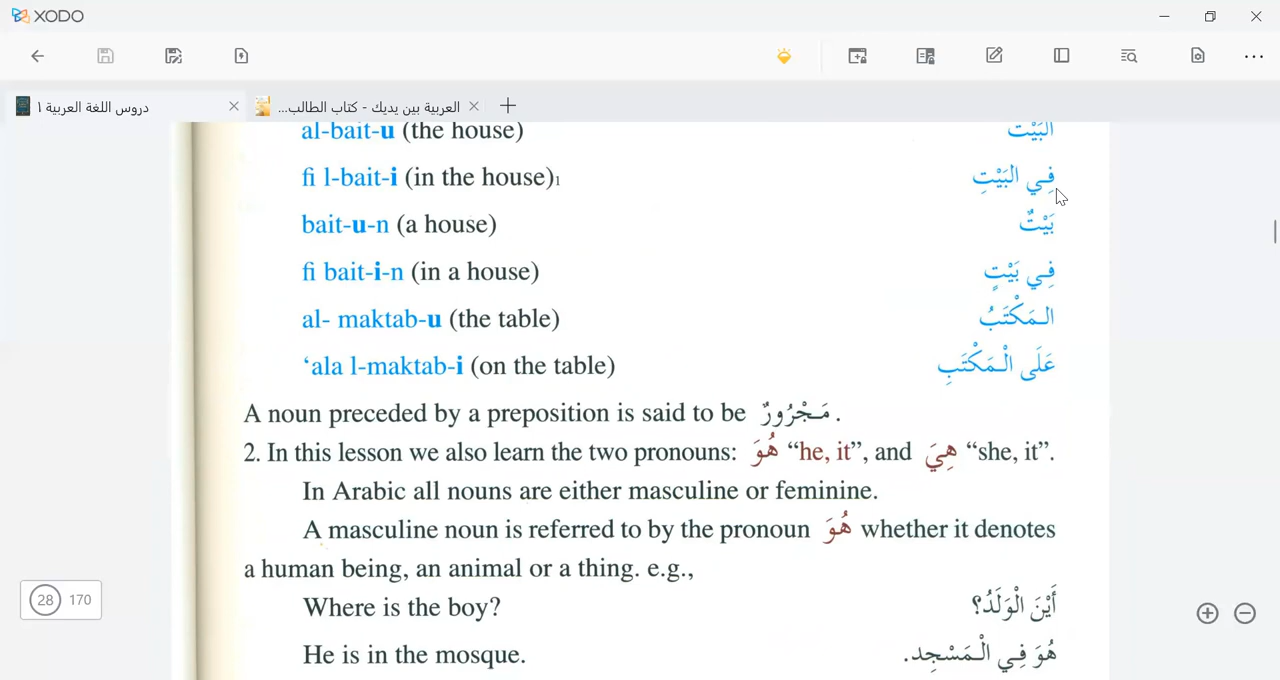 XODO
دروس اللغة العربية ١
العربية بين يديك - كتاب الطالب...
al-bait-u (the house) البَيْتُ
fi l-bait-i (in the house)1 فِي البَيْتِ
bait-u-n (a house) بَيْتٌ
fi bait-i-n (in a house) فِي بَيْتٍ
al- maktab-u (the table) الـمَكْتَبُ
‘ala l-maktab-i (on the table) عَلَى الْـمَكْتَبِ
A noun preceded by a preposition is said to be مَـجْرُورٌ .
2. In this lesson we also learn the two pronouns: هُوَ “he, it”, and هِيَ “she, it”.
In Arabic all nouns are either masculine or feminine.
A masculine noun is referred to by the pronoun هُوَ whether it denotes
a human being, an animal or a thing. e.g.,
Where is the boy? أَيْنَ الْوَلَدُ؟
He is in the mosque. هُوَ فِي الْـمَسْجِد.
28 170